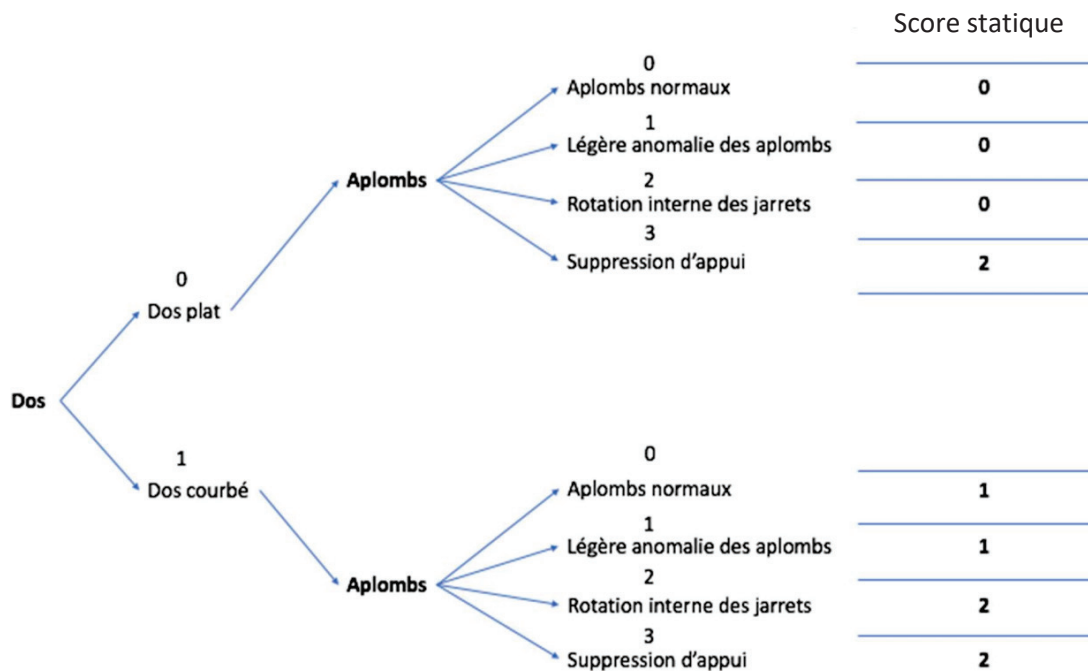 Score statique
0
Aplombs normaux
0
1
Légère anomalie des aplombs
0
Aplombs
2
Rotation interne des jarrets
0
3
Suppression d'appui
2
0
Dos plat
Dos
1
Dos courbé
0
Aplombs normaux
1
1
Légère anomalie des aplombs
1
Aplombs
2
Rotation interne des jarrets
2
3
Suppression d'appui
2